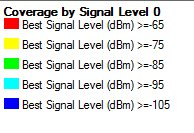 Coverage by Signal Level 0
Best Signal Level (dBm) >=-65
Best Signal Level (dBm) >=-75
Best Signal Level (dBm) >=-85
Best Signal Level (dBm) >=-95
Best Signal Level (dBm) >=-105